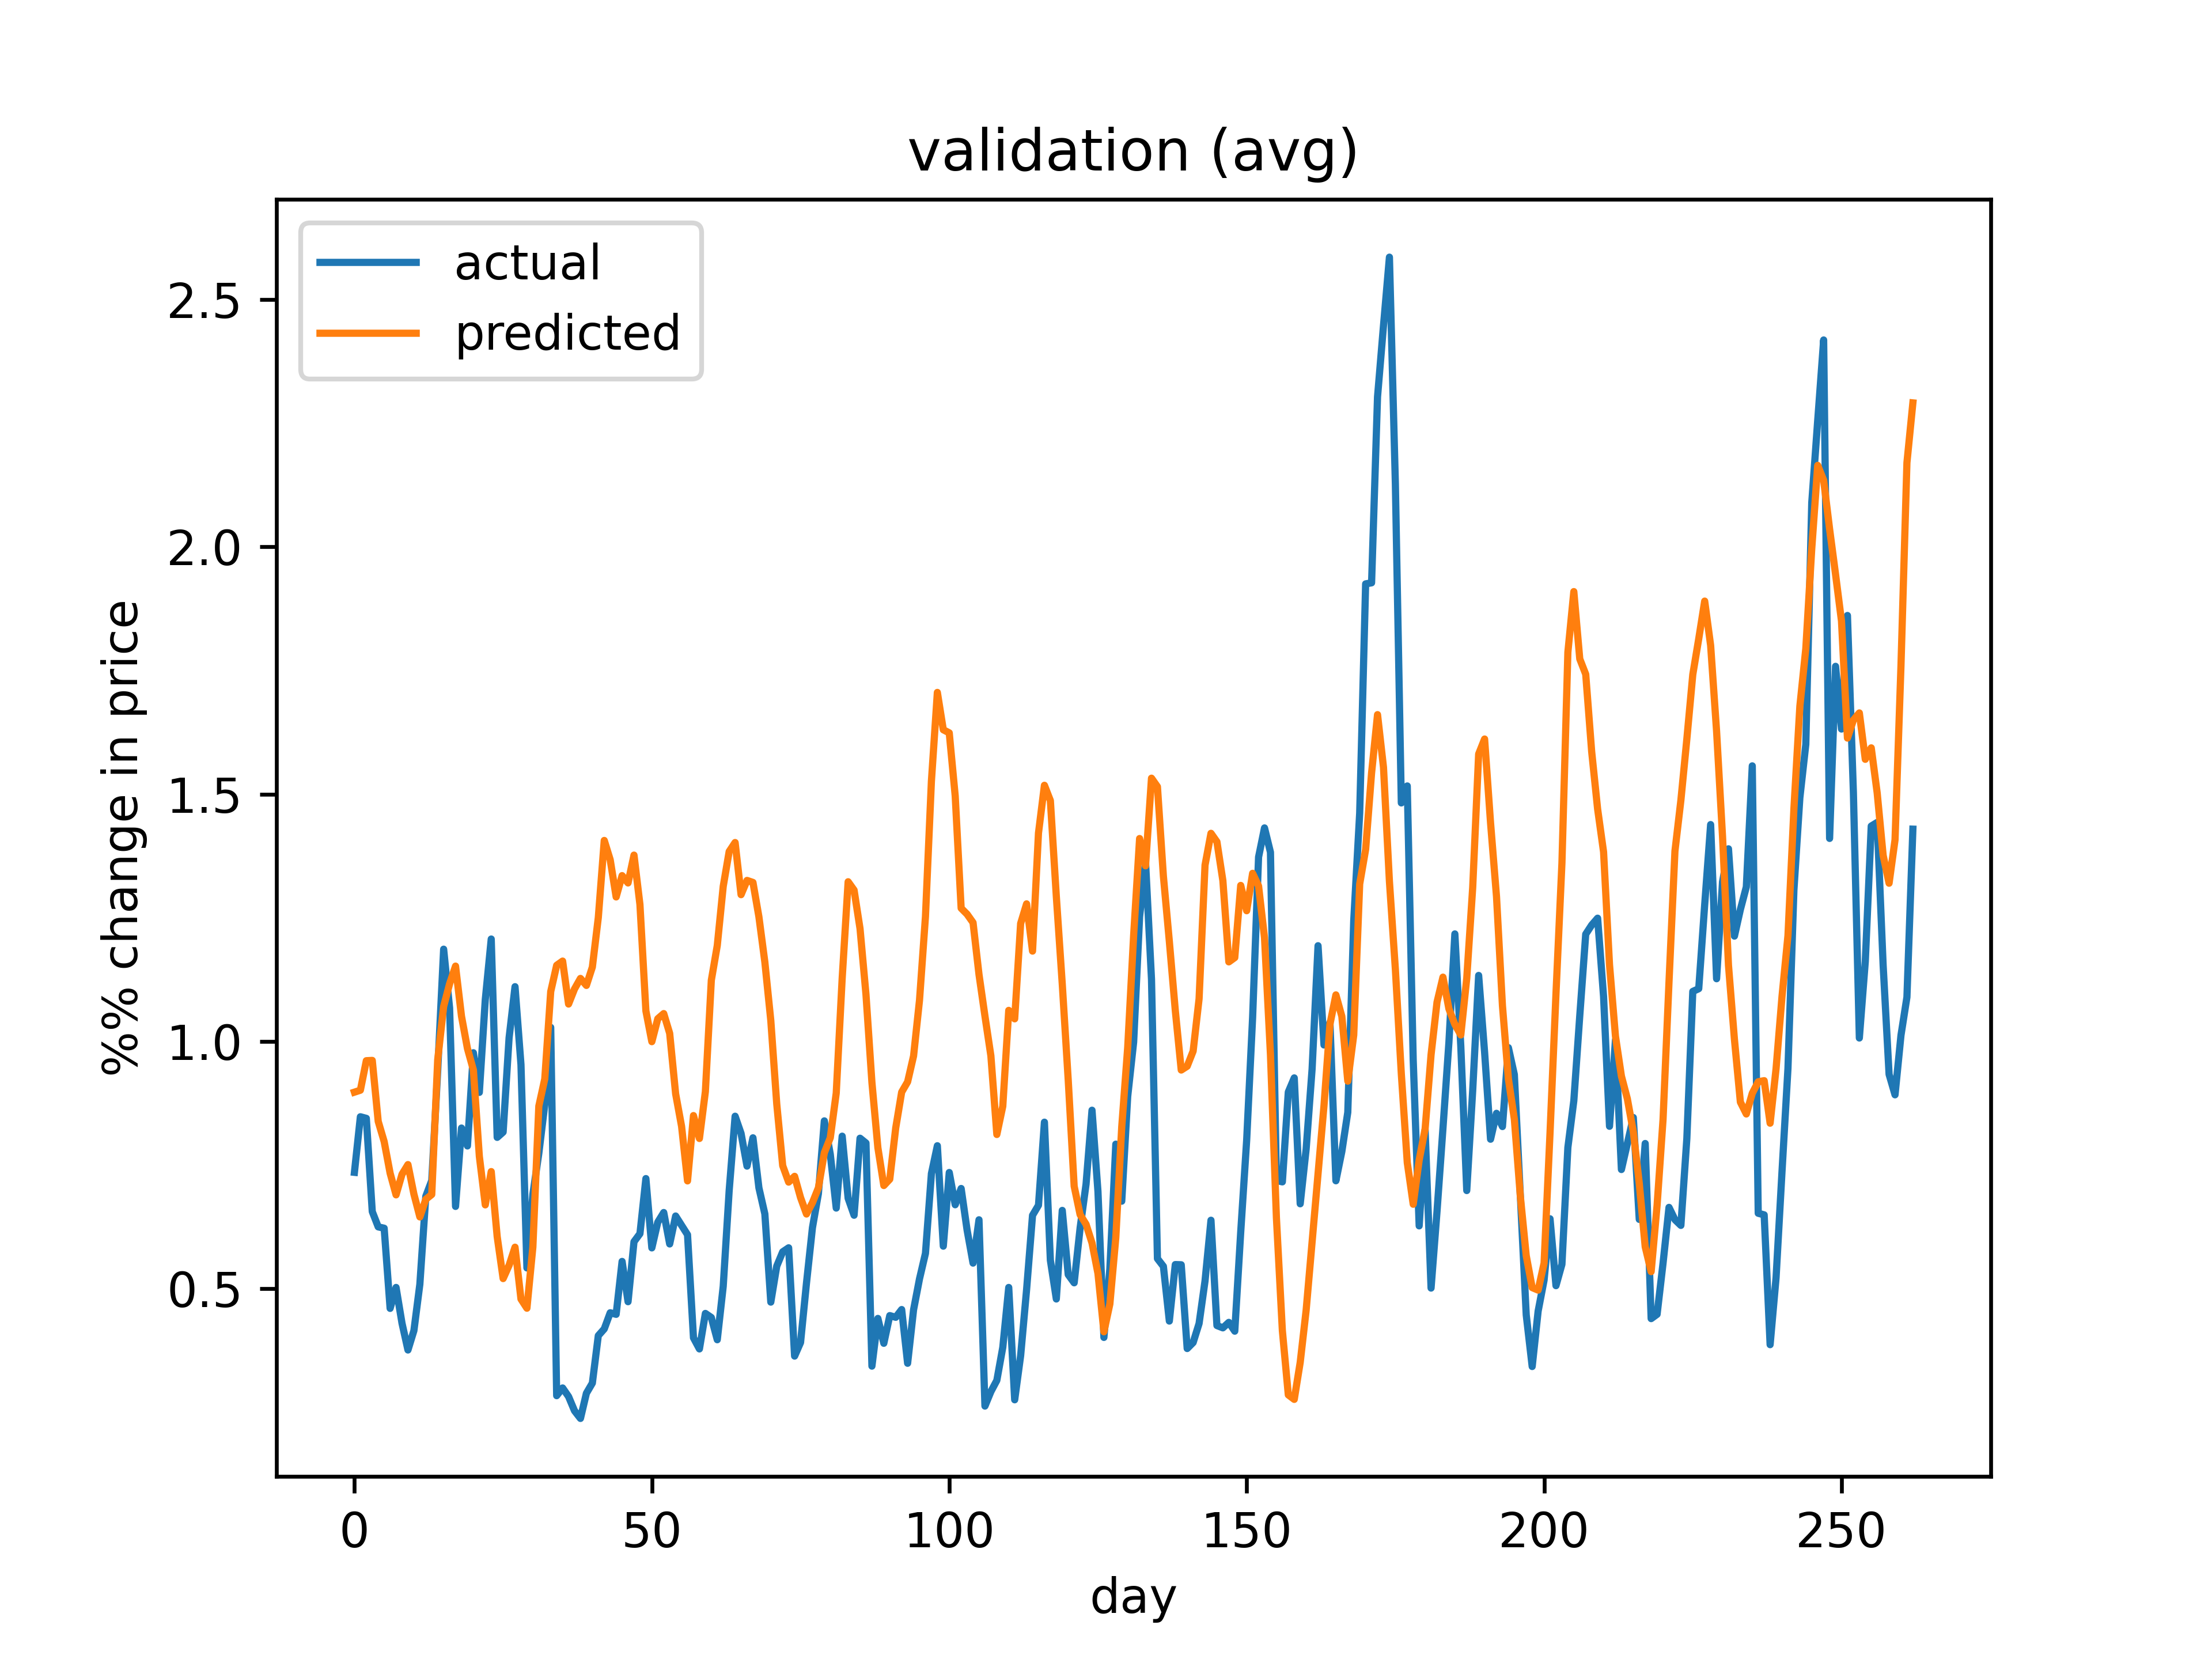 validation (avg)
actual
predicted
%% change in price
2.5
2.0
1.5
1.0
0.5
0 50 100 150 200 250
day